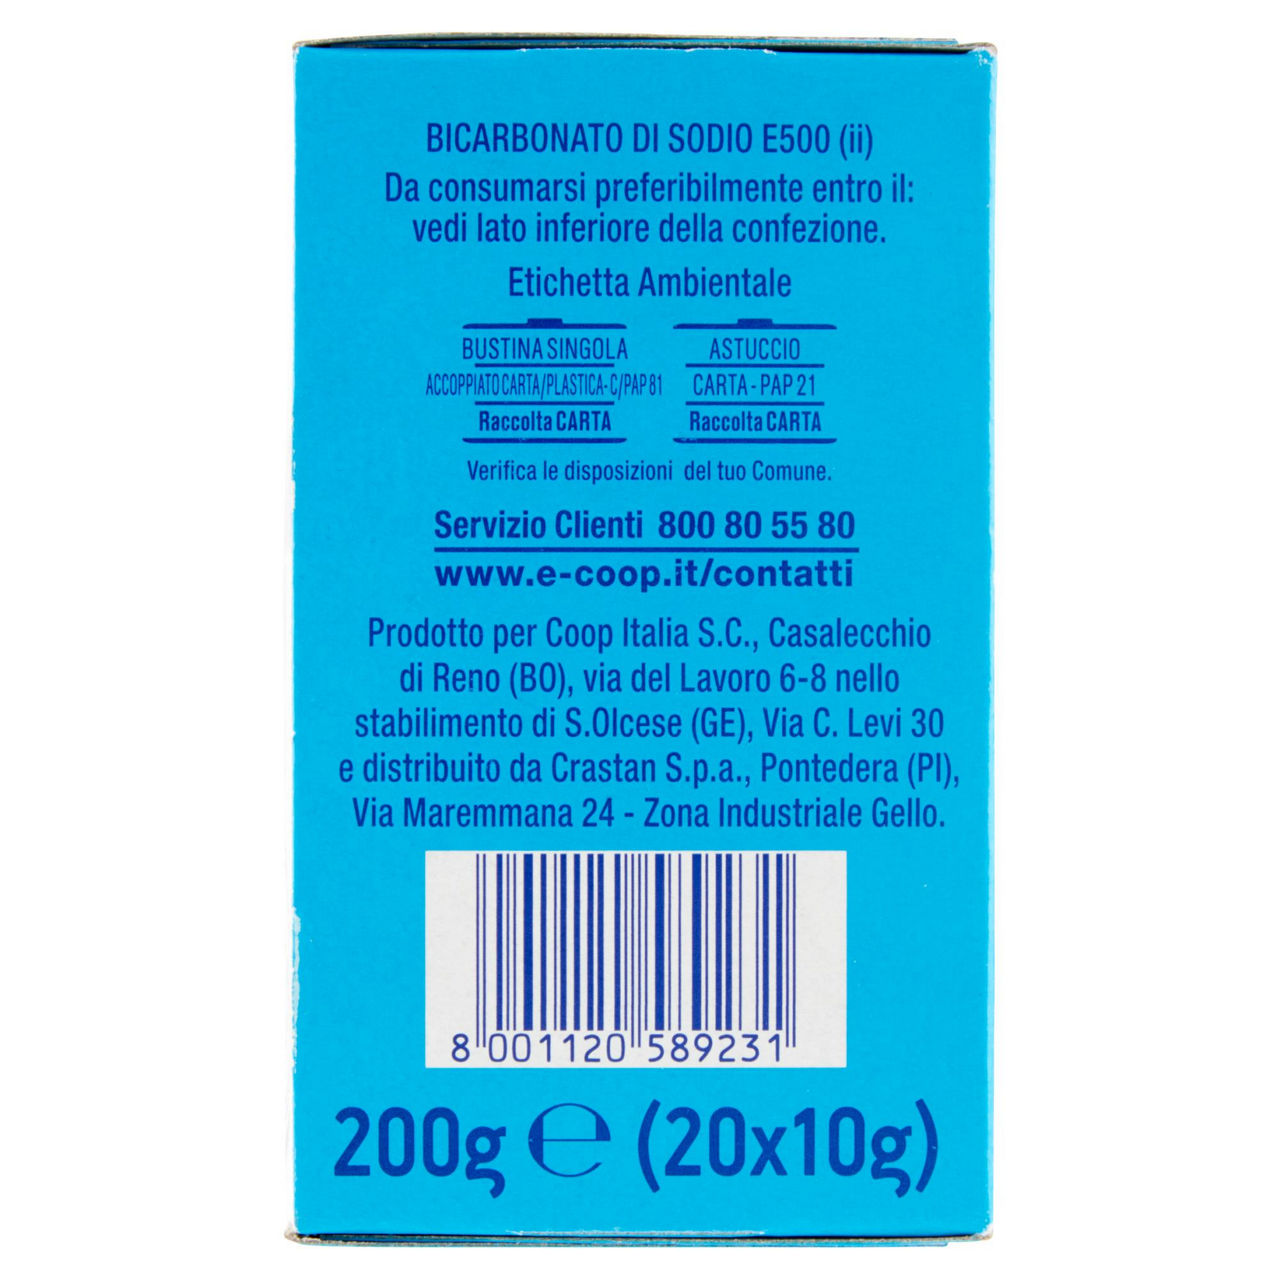 BICARBONATO DI SODIO E500 (ii)
Da consumarsi preferibilmente entro il:
vedi lato inferiore della confezione.
Etichetta Ambientale
BUSTINA SINGOLA
ACCOPPIATO CARTA/PLASTICA-C/PAP 81
Raccolta CARTA
ASTUCCIO
CARTA - PAP 21
Raccolta CARTA
Verifica le disposizioni del tuo Comune.
Servizio Clienti 800 80 55 80
www.e-coop.it/contatti
Prodotto per Coop Italia S.C., Casalecchio
di Reno (BO), via del Lavoro 6-8 nello
stabilimento di S.Olcese (GE), Via C. Levi 30
e distribuito da Crastan S.p.a., Pontedera (PI),
Via Maremmana 24 - Zona Industriale Gello.
8 001120 589231
200g ℮ (20x10g)